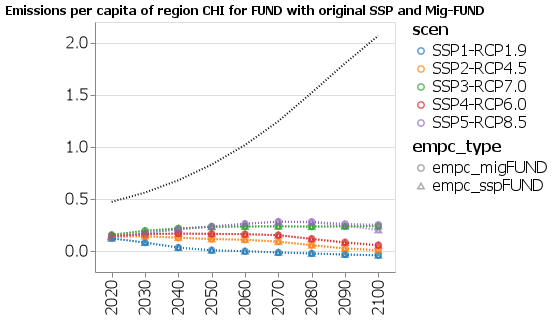 Emissions per capita of region CHI for FUND with original SSP and Mig-FUND
scen
SSP1-RCP1.9
SSP2-RCP4.5
SSP3-RCP7.0
SSP4-RCP6.0
SSP5-RCP8.5
empc_type
empc_migFUND
empc_sspFUND
2.0
1.5
1.0
0.5
0.0
2020
2030
2040
2050
2060
2070
2080
2090
2100